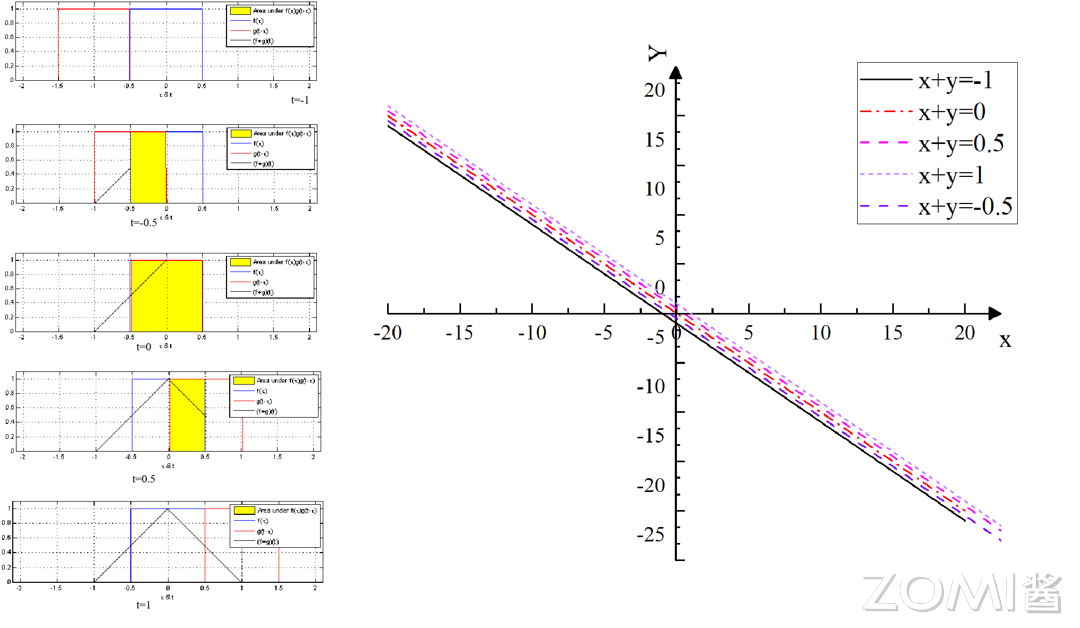 Area under f(τ)g(t-τ)
f(τ)
g(t-τ)
(f*g)(t)
1
0.8
0.6
0.4
0.2
0
-2 -1.5 -1 -0.5 0 0.5 1 1.5 2
τ & t
t=-1
Area under f(τ)g(t-τ)
f(τ)
g(t-τ)
(f*g)(t)
1
0.8
0.6
0.4
0.2
0
-2 -1.5 -1 -0.5 0 0.5 1 1.5 2
τ & t
t=-0.5
Area under f(τ)g(t-τ)
f(τ)
g(t-τ)
(f*g)(t)
1
0.8
0.6
0.4
0.2
0
-2 -1.5 -1 -0.5 0 0.5 1 1.5 2
τ & t
t=0
Area under f(τ)g(t-τ)
f(τ)
g(t-τ)
(f*g)(t)
1
0.8
0.6
0.4
0.2
0
-2 -1.5 -1 -0.5 0 0.5 1 1.5 2
τ & t
t=0.5
Area under f(τ)g(t-τ)
f(τ)
g(t-τ)
(f*g)(t)
1
0.8
0.6
0.4
0.2
0
-2 -1.5 -1 -0.5 0 0.5 1 1.5 2
τ & t
t=1
Y
20
15
10
5
0
-5
-10
-15
-20
-25
-20 -15 -10 -5 0 5 10 15 20
x
x+y=-1
x+y=0
x+y=0.5
x+y=1
x+y=-0.5
ZOMI酱